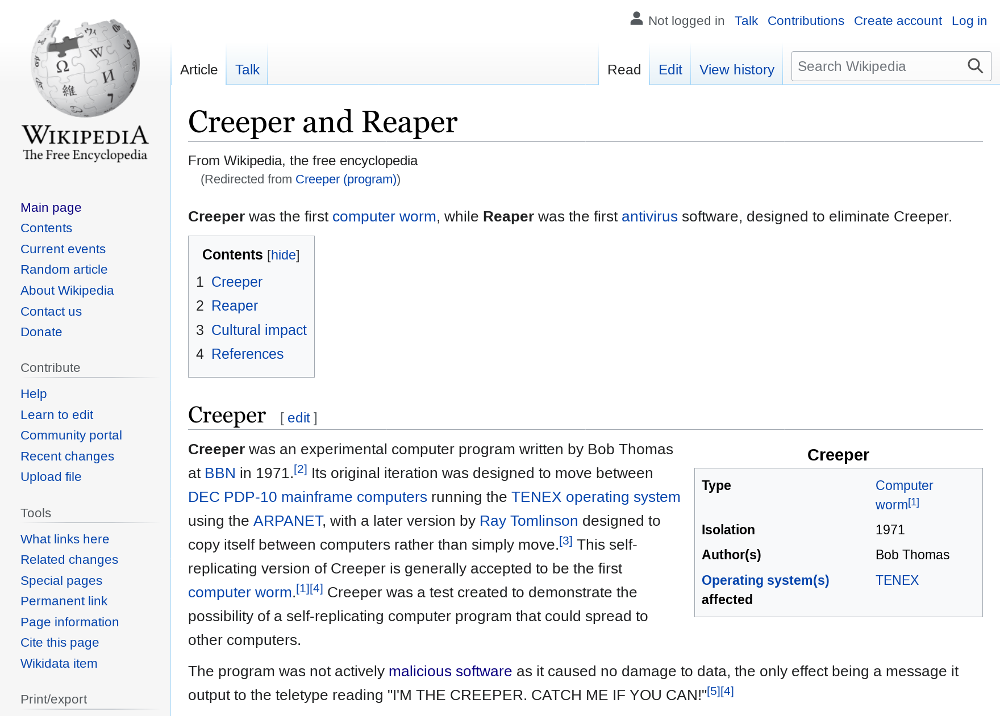 Not logged in Talk Contributions Create account Log in
Article Talk Read Edit View history Search Wikipedia
WIKIPEDIA
The Free Encyclopedia
Main page
Contents
Current events
Random article
About Wikipedia
Contact us
Donate
Contribute
Help
Learn to edit
Community portal
Recent changes
Upload file
Tools
What links here
Related changes
Special pages
Permanent link
Page information
Cite this page
Wikidata item
Print/export
Creeper and Reaper
From Wikipedia, the free encyclopedia
(Redirected from Creeper (program))
Creeper was the first computer worm, while Reaper was the first antivirus software, designed to eliminate Creeper.
Contents [hide]
1 Creeper
2 Reaper
3 Cultural impact
4 References
Creeper [ edit ]
Creeper was an experimental computer program written by Bob Thomas
at BBN in 1971.[2] Its original iteration was designed to move between
DEC PDP-10 mainframe computers running the TENEX operating system
using the ARPANET, with a later version by Ray Tomlinson designed to
copy itself between computers rather than simply move.[3] This self-
replicating version of Creeper is generally accepted to be the first
computer worm.[1][4] Creeper was a test created to demonstrate the
possibility of a self-replicating computer program that could spread to
other computers.
Creeper
Type Computer
worm[1]
Isolation 1971
Author(s) Bob Thomas
Operating system(s) TENEX
affected
The program was not actively malicious software as it caused no damage to data, the only effect being a message it
output to the teletype reading "I'M THE CREEPER. CATCH ME IF YOU CAN!"[5][4]